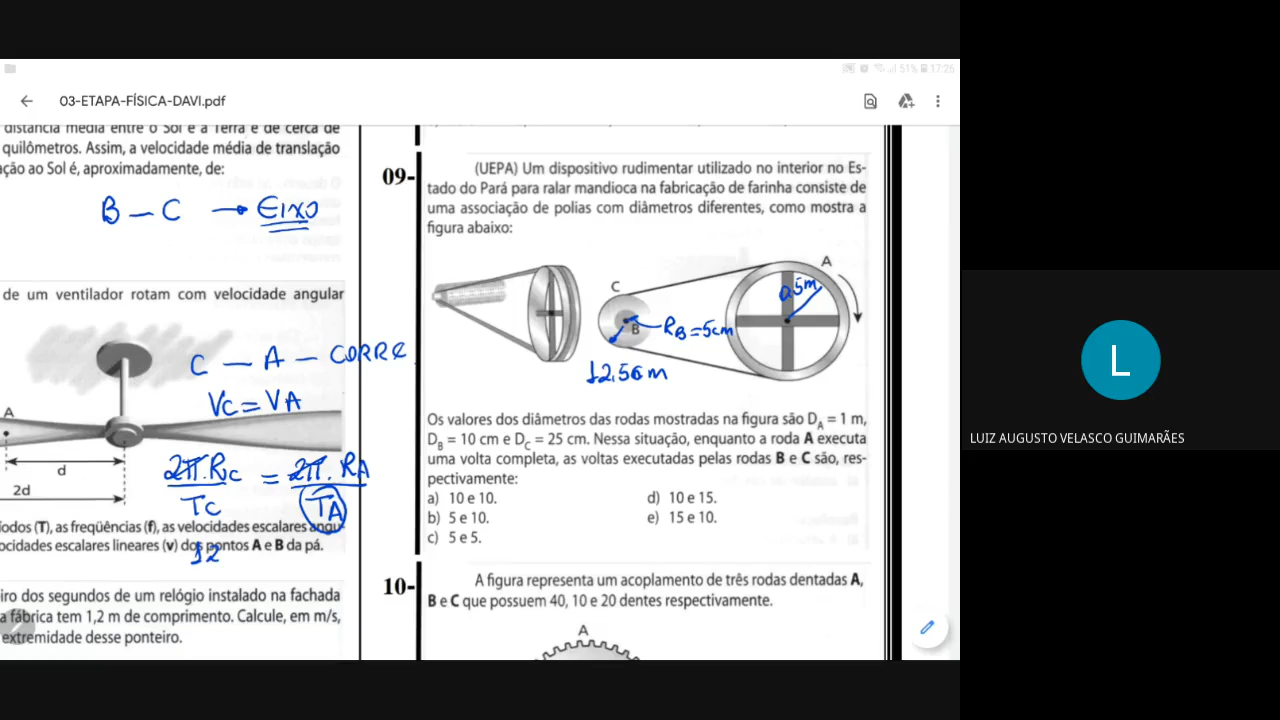 51% 17:26
03-ETAPA-FÍSICA-DAVI.pdf
distância média entre o Sol e a Terra é de cerca de
quilômetros. Assim, a velocidade média de translação
ação ao Sol é, aproximadamente, de:
B — C → EIXO
de um ventilador rotam com velocidade angular
C — A — CORRE
VC = VA
A
d
2d
2π.RC = 2π.RA
TC TA
íodos (T), as freqüências (f), as velocidades escalares angu-
ocidades escalares lineares (v) dos pontos A e B da pá.
12
iro dos segundos de um relógio instalado na fachada
a fábrica tem 1,2 m de comprimento. Calcule, em m/s,
extremidade desse ponteiro.
09-
(UEPA) Um dispositivo rudimentar utilizado no interior no Es-
tado do Pará para ralar mandioca na fabricação de farinha consiste de
uma associação de polias com diâmetros diferentes, como mostra a
figura abaixo:
A
C
0,5m
B
RB=5cm
12,5cm
Os valores dos diâmetros das rodas mostradas na figura são DA = 1 m,
DB = 10 cm e DC = 25 cm. Nessa situação, enquanto a roda A executa
uma volta completa, as voltas executadas pelas rodas B e C são, res-
pectivamente:
a) 10 e 10. d) 10 e 15.
b) 5 e 10. e) 15 e 10.
c) 5 e 5.
10-
A figura representa um acoplamento de três rodas dentadas A,
B e C que possuem 40, 10 e 20 dentes respectivamente.
A
L
LUIZ AUGUSTO VELASCO GUIMARÃES